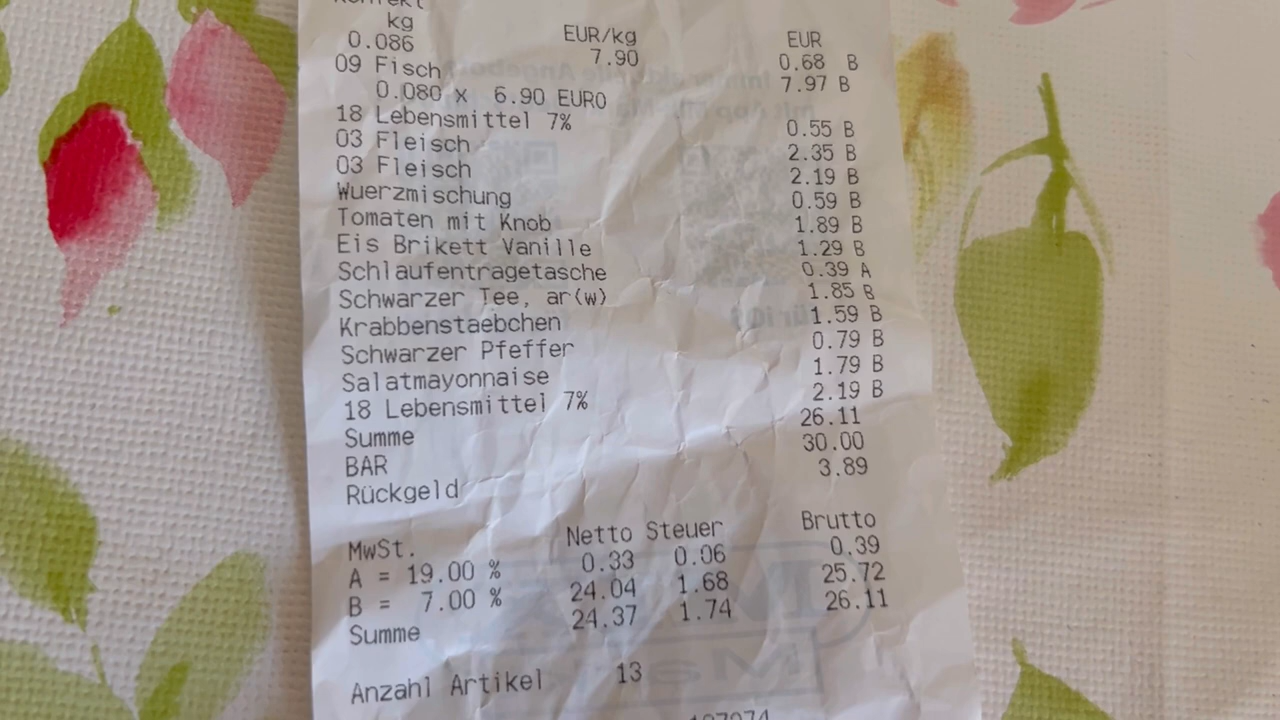 kg EUR/kg EUR
0.086 7.90 0.68 B
09 Fisch 7.97 B
0.080 x 6.90 EURO
18 Lebensmittel 7% 0.55 B
03 Fleisch 2.35 B
03 Fleisch 2.19 B
Wuerzmischung 0.59 B
Tomaten mit Knob 1.89 B
Eis Brikett Vanille 1.29 B
Schlaufentragetasche 0.39 A
Schwarzer Tee, ar(w) 1.85 B
Krabbenstaebchen 1.59 B
Schwarzer Pfeffer 0.79 B
Salatmayonnaise 1.79 B
18 Lebensmittel 7% 2.19 B
Summe 26.11
BAR 30.00
Rückgeld 3.89
MwSt. Netto Steuer Brutto
A = 19.00 % 0.33 0.06 0.39
B = 7.00 % 24.04 1.68 25.72
Summe 24.37 1.74 26.11
Anzahl Artikel 13